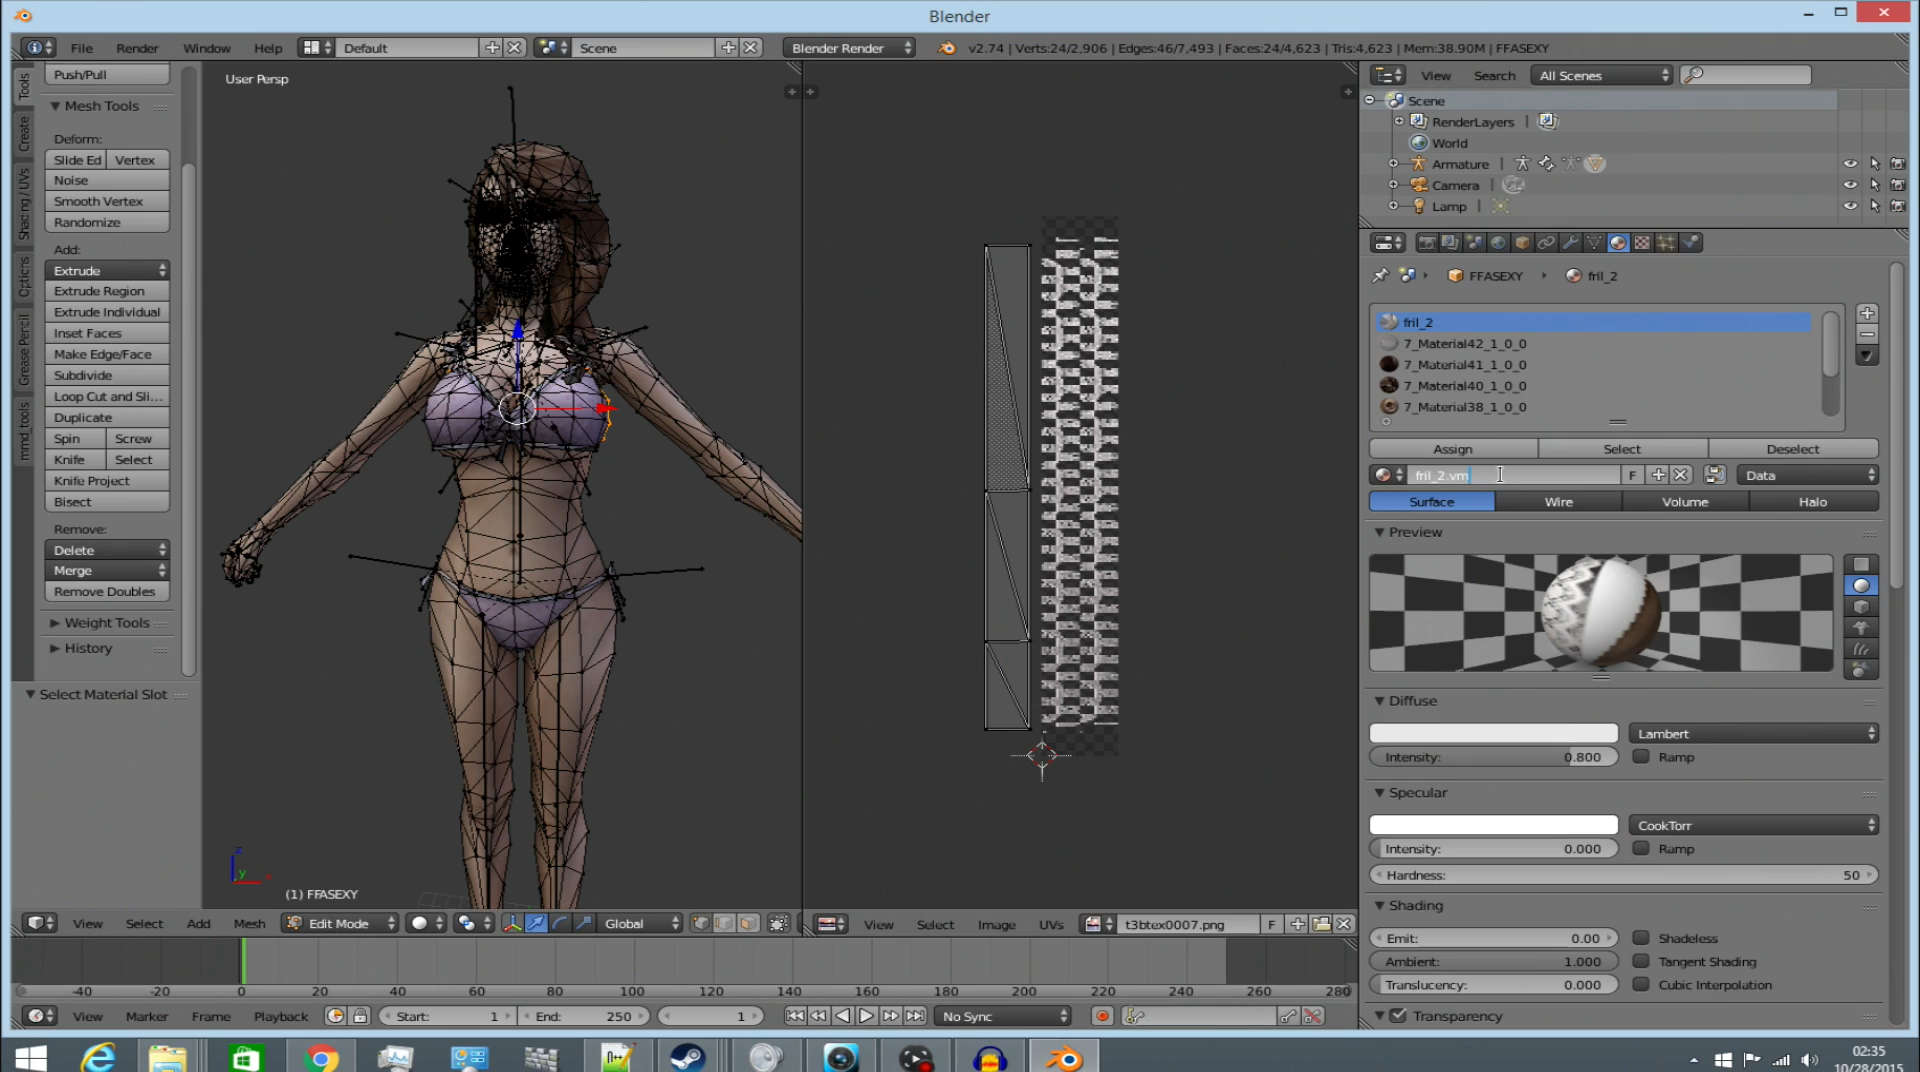 Blender
File Render Window Help Default Scene Blender Render v2.74 | Verts:24/2,906 | Edges:46/7,493 | Faces:24/4,623 | Tris:4,623 | Mem:38.90M | FFASEXY
Tools
Create
Shading / UVs
Options
Grease Pencil
mmd_tools
Push/Pull
Mesh Tools
Deform:
Slide Ed Vertex
Noise
Smooth Vertex
Randomize
Add:
Extrude
Extrude Region
Extrude Individual
Inset Faces
Make Edge/Face
Subdivide
Loop Cut and Sli...
Duplicate
Spin Screw
Knife Select
Knife Project
Bisect
Remove:
Delete
Merge
Remove Doubles
Weight Tools
History
Select Material Slot
User Persp
z
y
(1) FFASEXY
View Select Add Mesh Edit Mode Global
View Select Image UVs t3btex0007.png F
View Search All Scenes
Scene
RenderLayers |
World
Armature |
Camera |
Lamp |
FFASEXY fril_2
fril_2
7_Material42_1_0_0
7_Material41_1_0_0
7_Material40_1_0_0
7_Material38_1_0_0
Assign Select Deselect
fril_2.vm F Data
Surface Wire Volume Halo
Preview
Diffuse
Lambert
Intensity: 0.800 Ramp
Specular
CookTorr
Intensity: 0.000 Ramp
Hardness: 50
Shading
Emit: 0.00 Shadeless
Ambient: 1.000 Tangent Shading
Translucency: 0.000 Cubic Interpolation
Transparency
-40 -20 0 20 40 60 80 100 120 140 160 180 200 220 240 260 280
View Marker Frame Playback Start: 1 End: 250 1 No Sync
02:35
10/28/2015